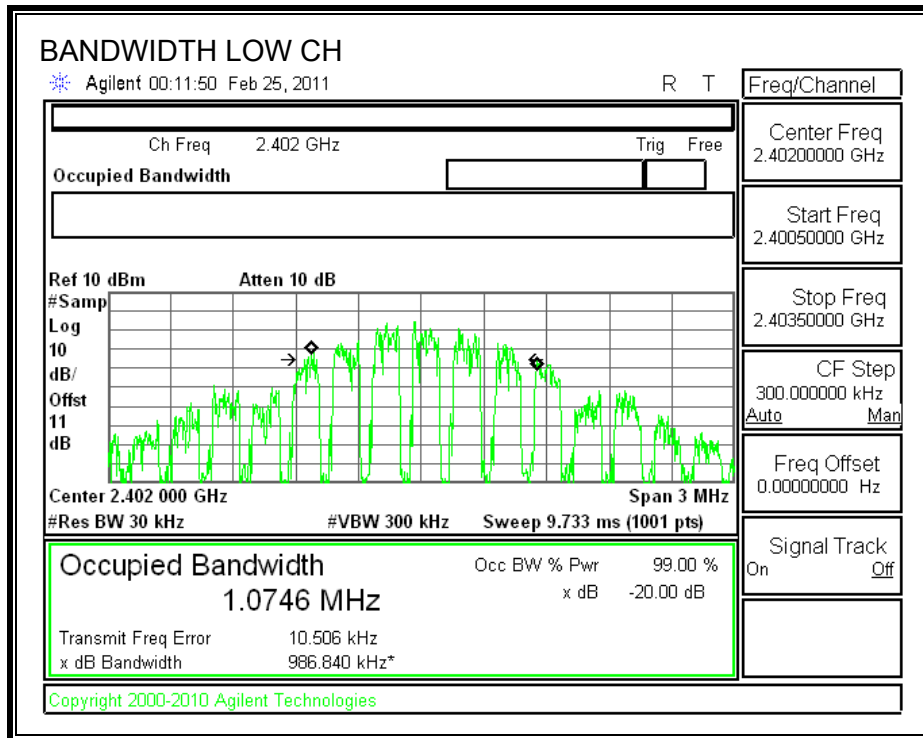 BANDWIDTH LOW CH
Agilent 00:11:50 Feb 25, 2011 R T
Freq/Channel
Ch Freq 2.402 GHz Trig Free
Occupied Bandwidth
Center Freq
2.40200000 GHz
Start Freq
2.40050000 GHz
Stop Freq
2.40350000 GHz
CF Step
300.000000 kHz
Auto Man
Freq Offset
0.00000000 Hz
Signal Track
On Off
Ref 10 dBm Atten 10 dB
#Samp
Log
10
dB/
Offst
11
dB
Center 2.402 000 GHz Span 3 MHz
#Res BW 30 kHz #VBW 300 kHz Sweep 9.733 ms (1001 pts)
Occupied Bandwidth
1.0746 MHz
Occ BW % Pwr 99.00 %
x dB -20.00 dB
Transmit Freq Error 10.506 kHz
x dB Bandwidth 986.840 kHz*
Copyright 2000-2010 Agilent Technologies